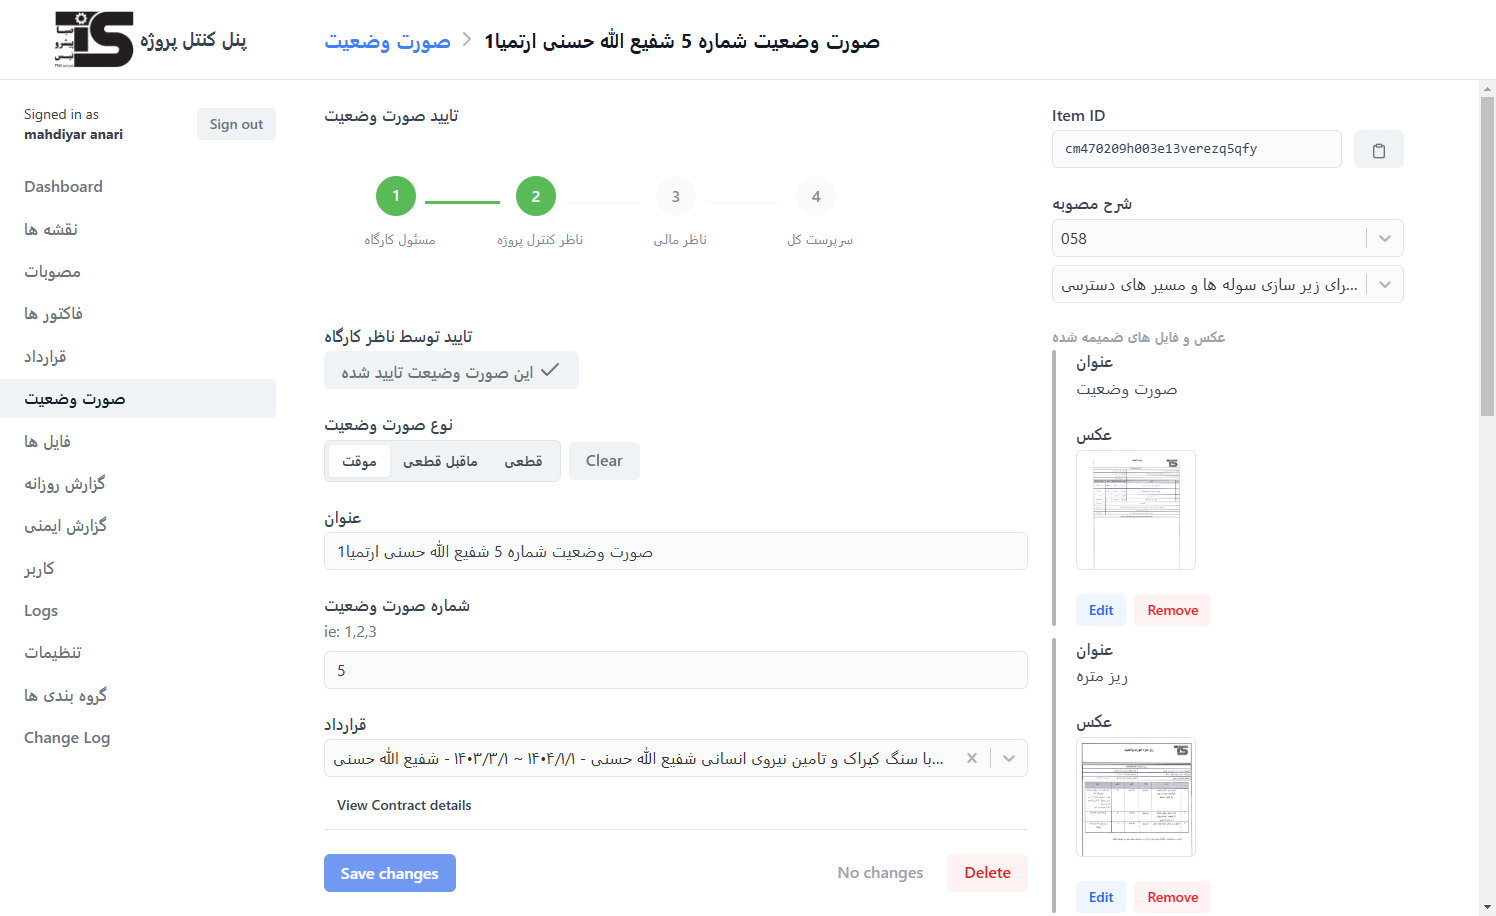 پنل کنتل پروژه
صورت وضعیت
صورت وضعیت شماره 5 شفیع الله حسنی ارتمیا1
Signed in as
mahdiyar anari
Sign out
Dashboard
نقشه ها
مصوبات
فاکتور ها
قرارداد
صورت وضعیت
فایل ها
گزارش روزانه
گزارش ایمنی
کاربر
Logs
تنظیمات
گروه بندی ها
Change Log
تایید صورت وضعیت
1
2
3
4
مسئول کارگاه
ناظر کنترل پروژه
ناظر مالی
سرپرست کل
تایید توسط ناظر کارگاه
این صورت وضیعت تایید شده
نوع صورت وضعیت
موقت
ماقبل قطعی
قطعی
Clear
عنوان
صورت وضعیت شماره 5 شفیع الله حسنی ارتمیا1
شماره صورت وضعیت
ie: 1,2,3
5
قرارداد
...با سنگ کپراک و تامین نیروی انسانی شفیع الله حسنی - ۱۴۰۴/۱/۱ ~ ۱۴۰۳/۳/۱ - شفیع الله حسنی
View Contract details
Save changes
No changes
Delete
Item ID
cm470209h003e13verezq5qfy
شرح مصوبه
058
...رای زیر سازی سوله ها و مسیر های دسترسی
عکس و فایل های ضمیمه شده
عنوان
صورت وضعیت
عکس
Edit
Remove
عنوان
ریز متره
عکس
Edit
Remove